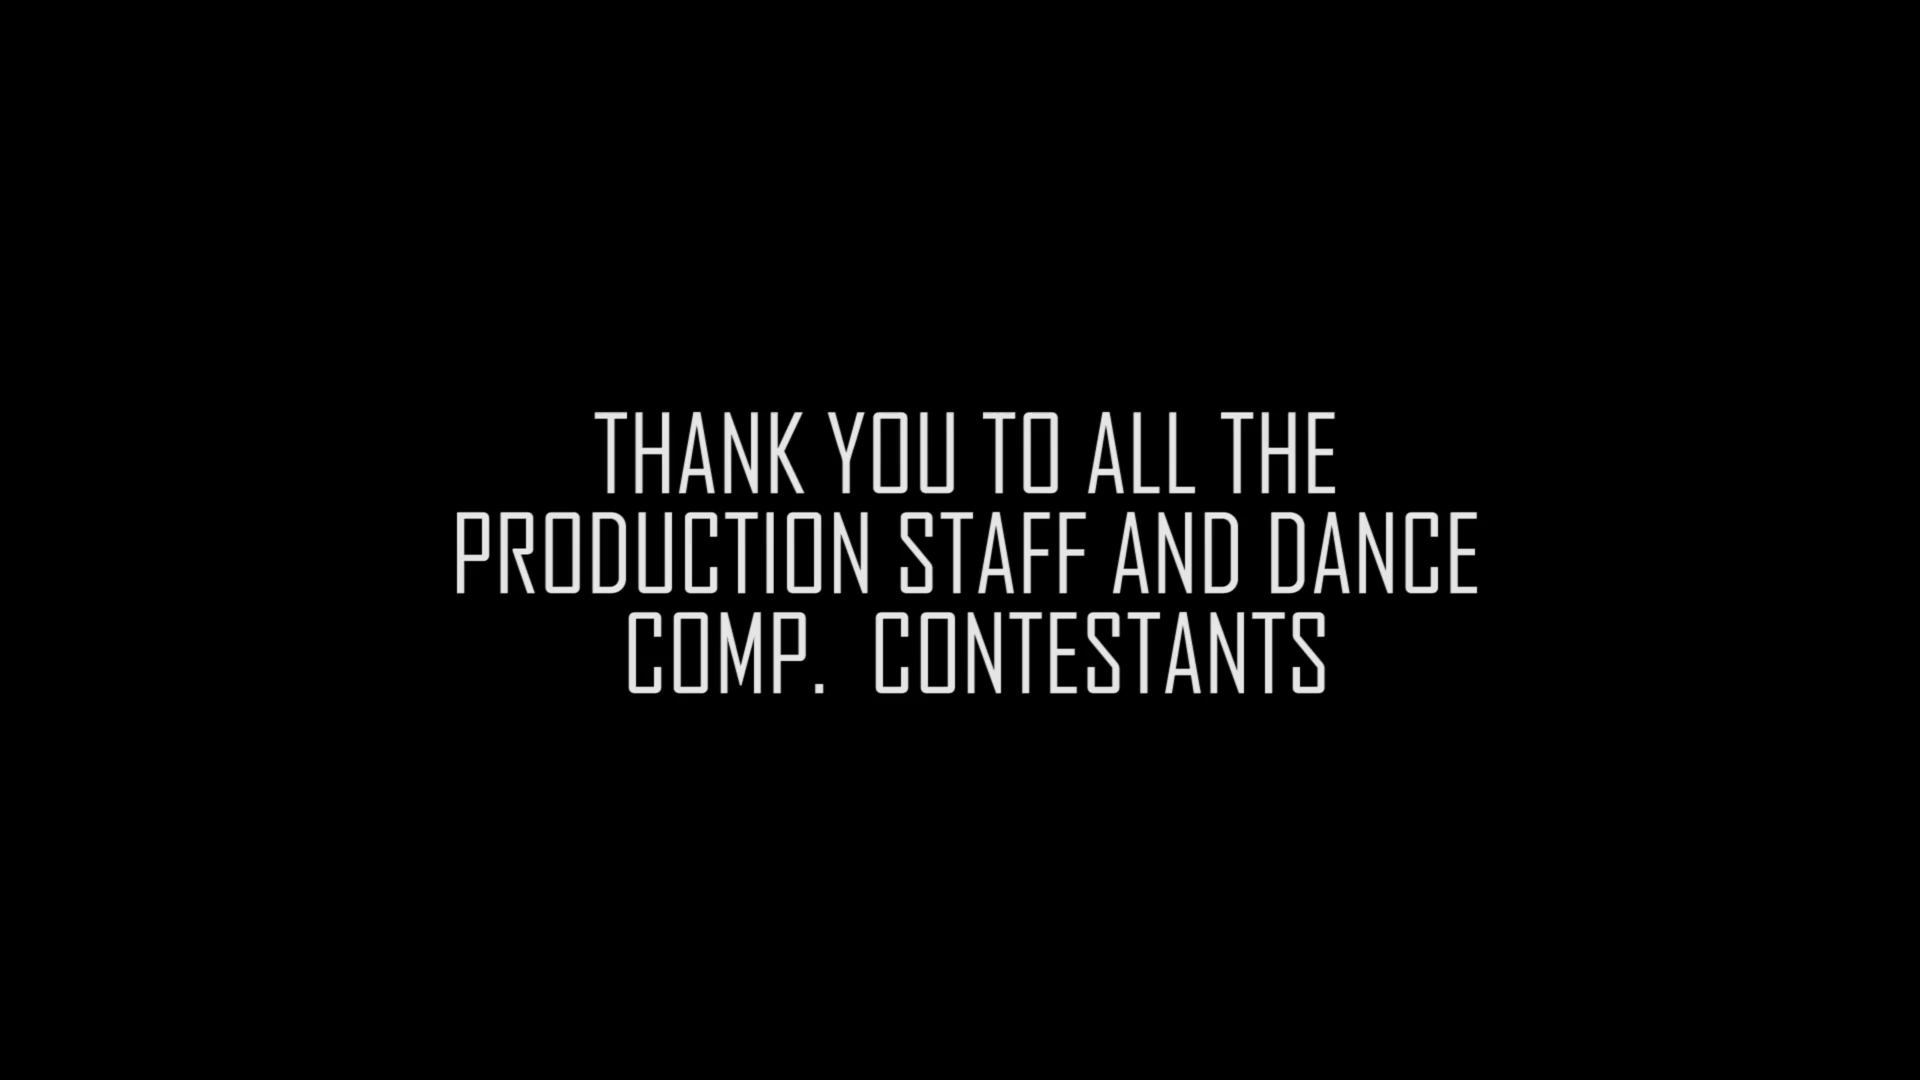 THANK YOU TO ALL THE
PRODUCTION STAFF AND DANCE
COMP.  CONTESTANTS